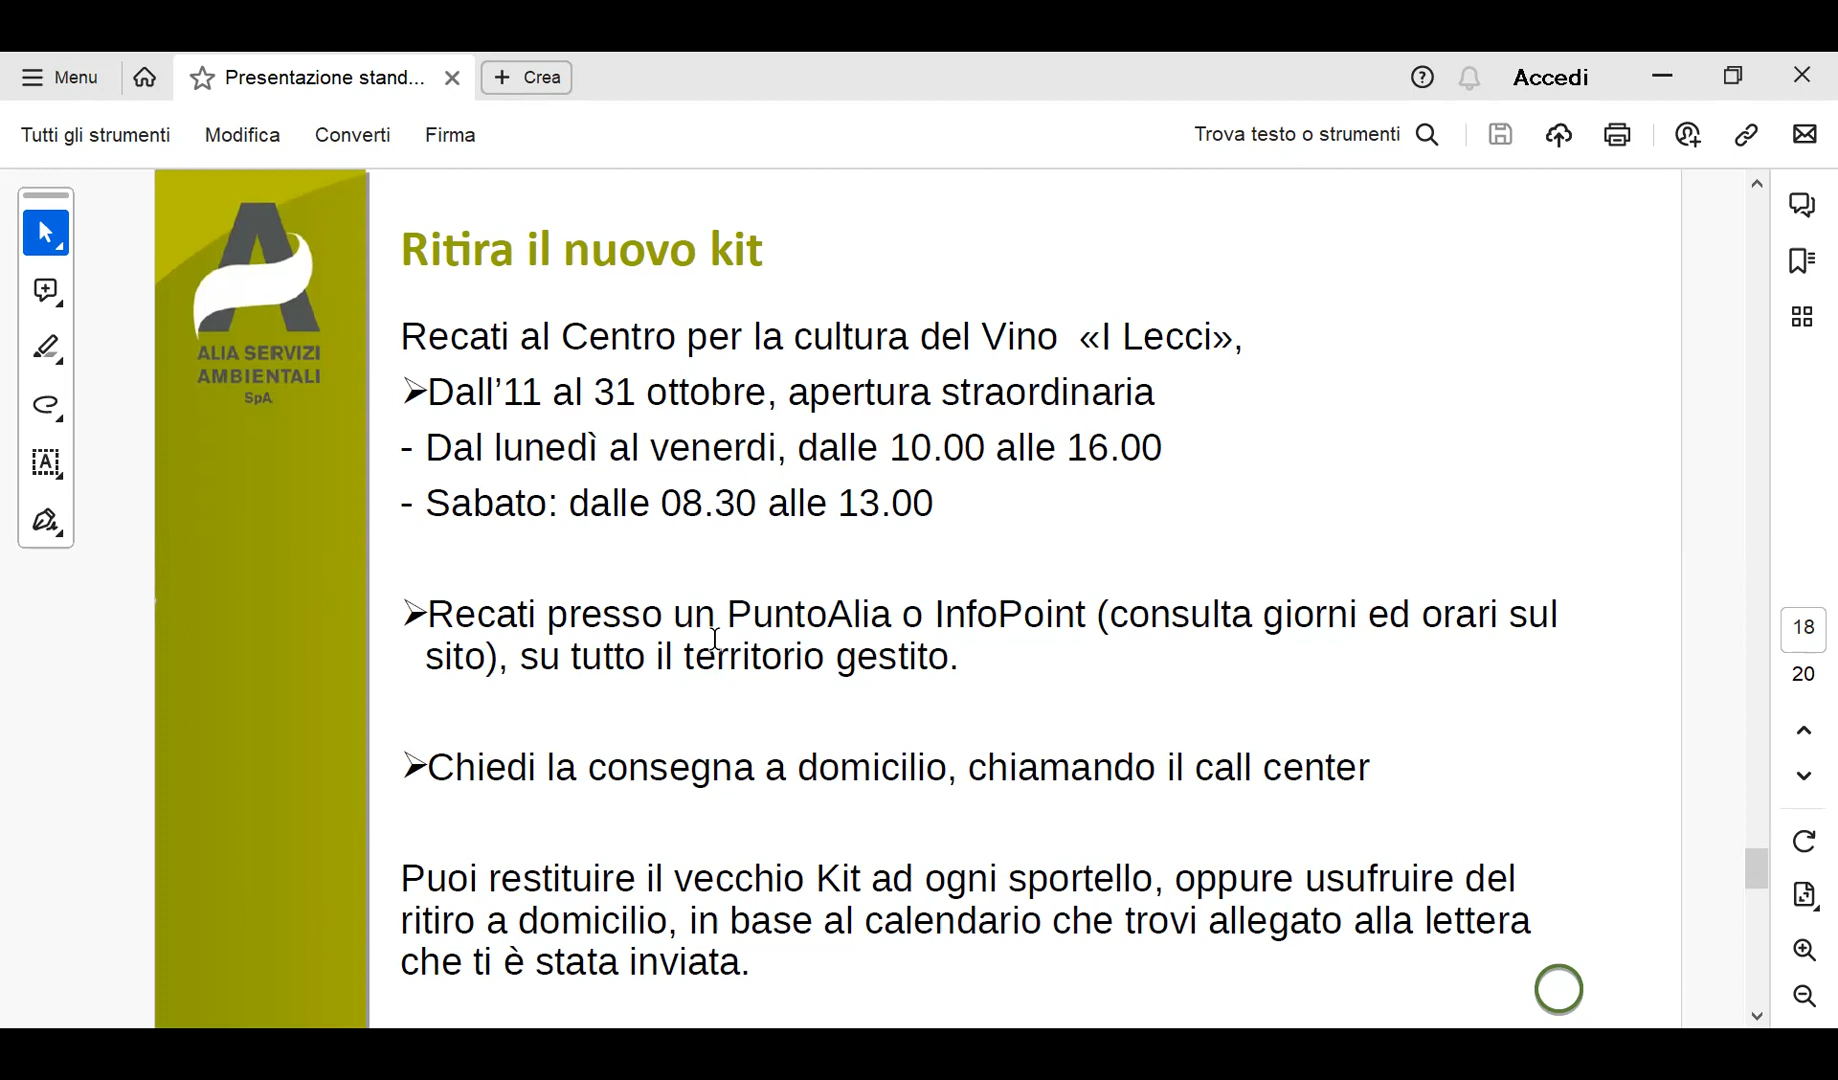 Menu
Presentazione stand...
Crea
Accedi
Tutti gli strumenti
Modifica
Converti
Firma
Trova testo o strumenti
ALIA SERVIZI
AMBIENTALI
SpA
Ritira il nuovo kit
Recati al Centro per la cultura del Vino «I Lecci»,
➢Dall’11 al 31 ottobre, apertura straordinaria
- Dal lunedì al venerdi, dalle 10.00 alle 16.00
- Sabato: dalle 08.30 alle 13.00
➢Recati presso un PuntoAlia o InfoPoint (consulta giorni ed orari sul
sito), su tutto il territorio gestito.
➢Chiedi la consegna a domicilio, chiamando il call center
Puoi restituire il vecchio Kit ad ogni sportello, oppure usufruire del
ritiro a domicilio, in base al calendario che trovi allegato alla lettera
che ti è stata inviata.
18
20